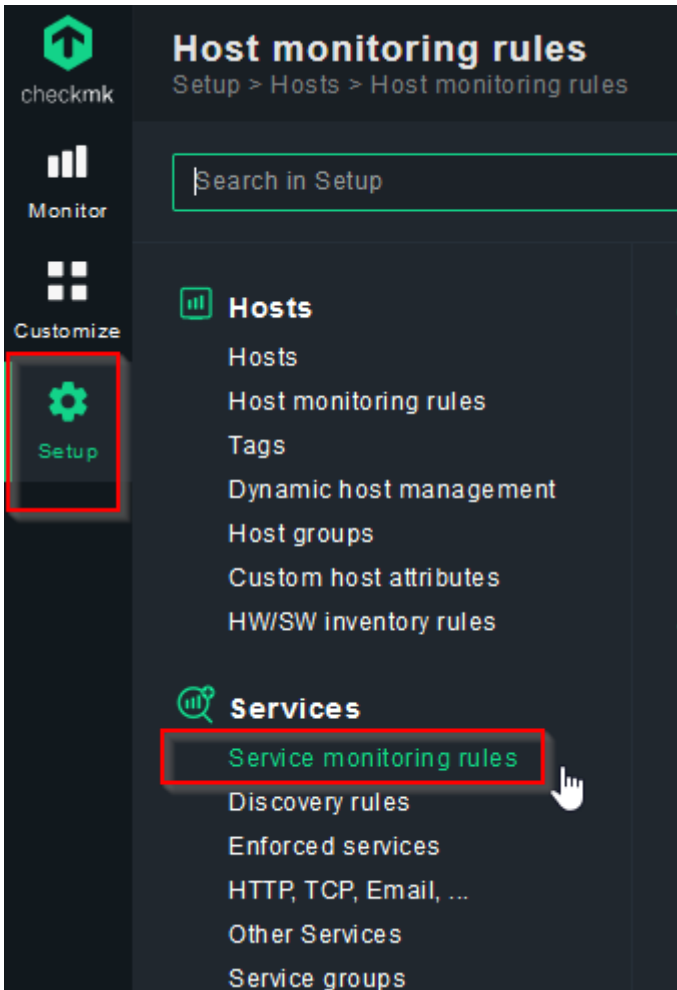 Host monitoring rules
Setup > Hosts > Host monitoring rules
checkmk
Monitor
Customize
Setup
Search in Setup
Hosts
Hosts
Host monitoring rules
Tags
Dynamic host management
Host groups
Custom host attributes
HW/SW inventory rules
Services
Service monitoring rules
Discovery rules
Enforced services
HTTP, TCP, Email, ...
Other Services
Service groups